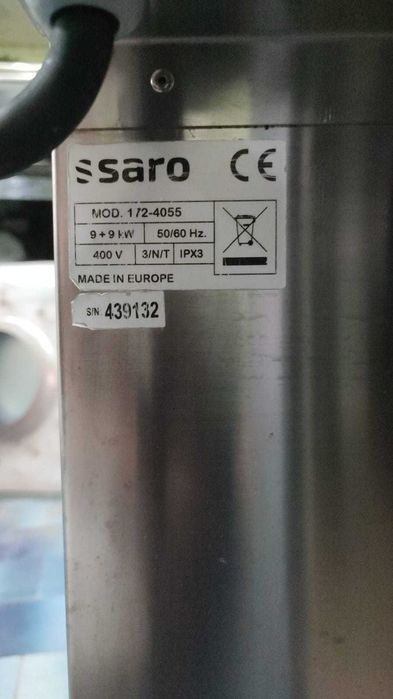 saro CE
MOD. 172-4055
9 + 9 kW 50/60 Hz.
400 V 3/N/T IPX3
MADE IN EUROPE
S/N 439132